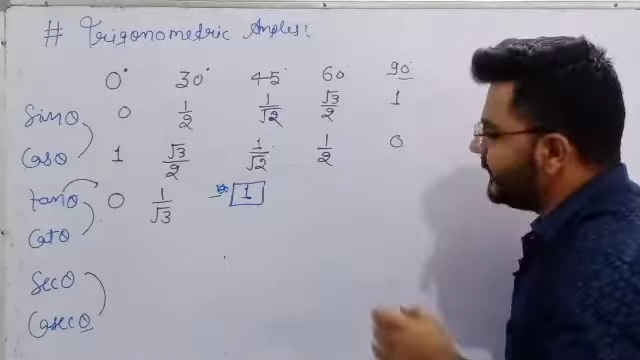 # Trigonometric Angles:
0° 30° 45° 60° 90°
Sinθ 0 1/2 1/√2 √3/2 1
Cosθ 1 √3/2 1/√2 1/2 0
tanθ 0 1/√3 1
Cotθ
Secθ
Cosecθ